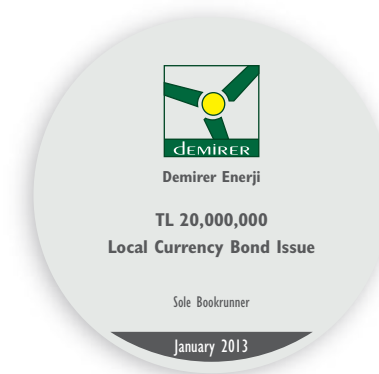 demirer
Demirer Enerji
TL 20,000,000
Local Currency Bond Issue
Sole Bookrunner
January 2013